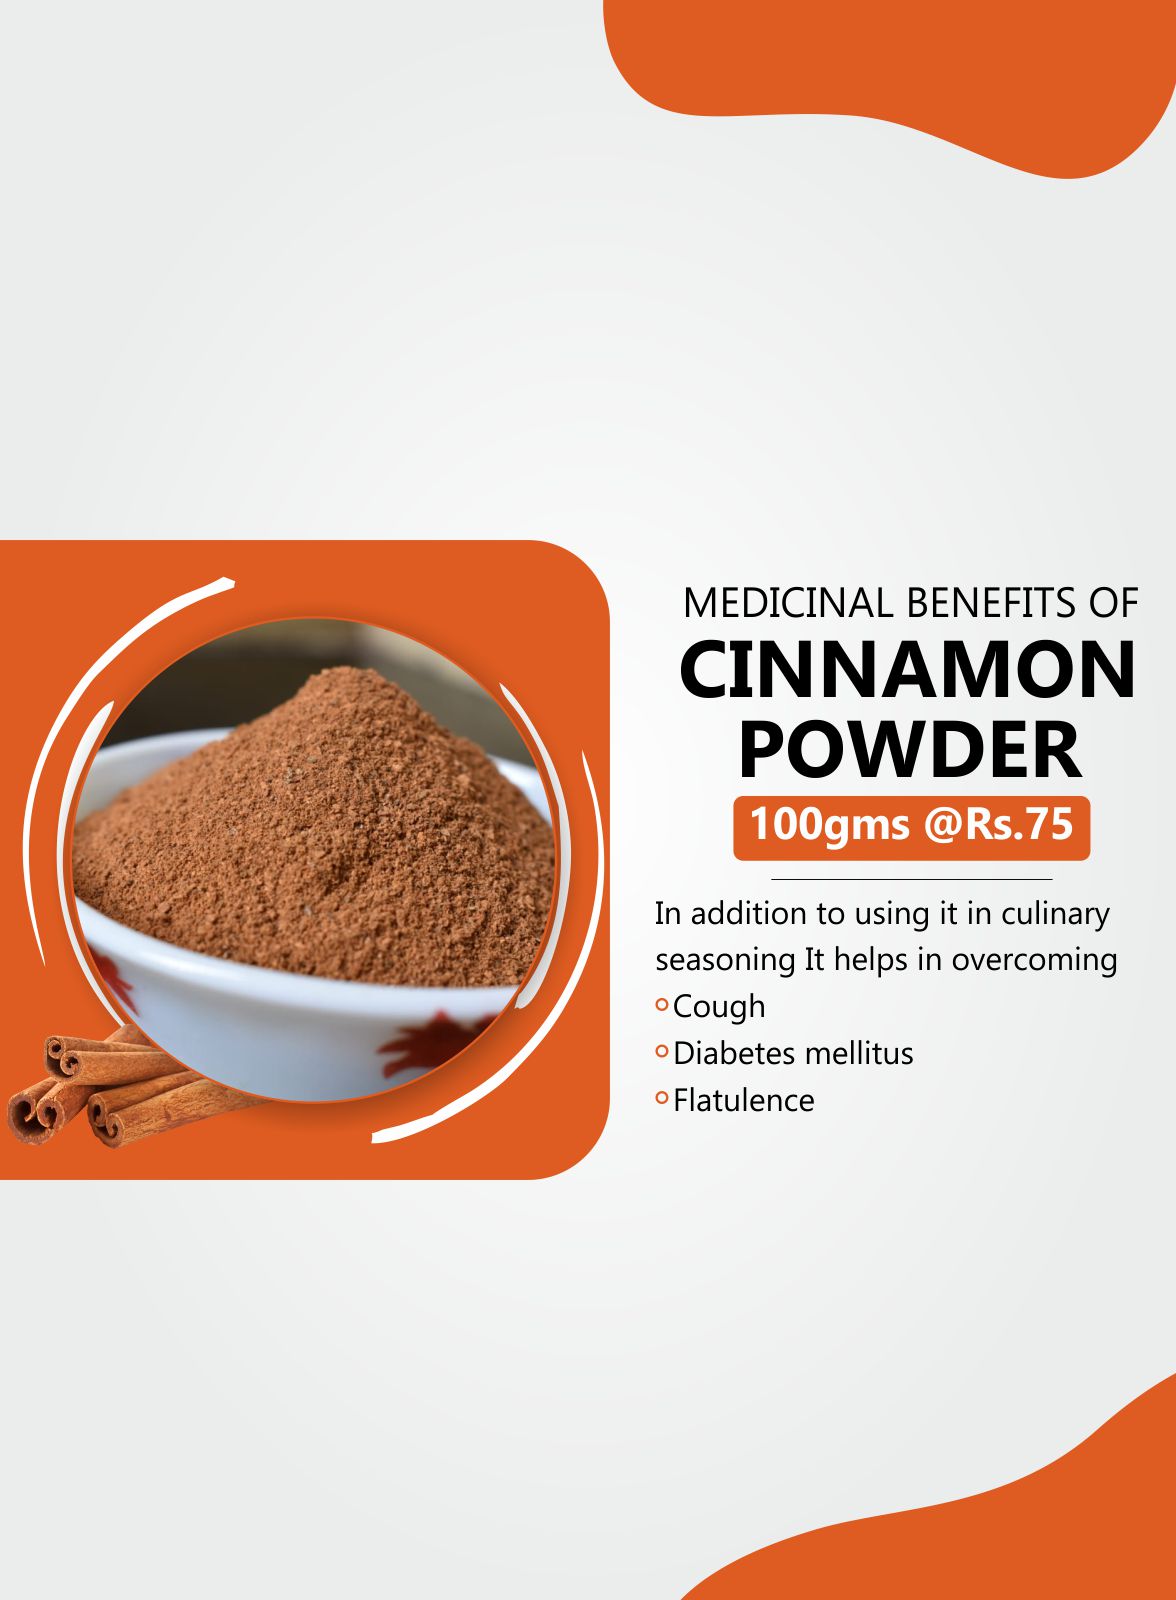 MEDICINAL BENEFITS OF
CINNAMON
POWDER
100gms @Rs.75
In addition to using it in culinary
seasoning It helps in overcoming
Cough
Diabetes mellitus
Flatulence